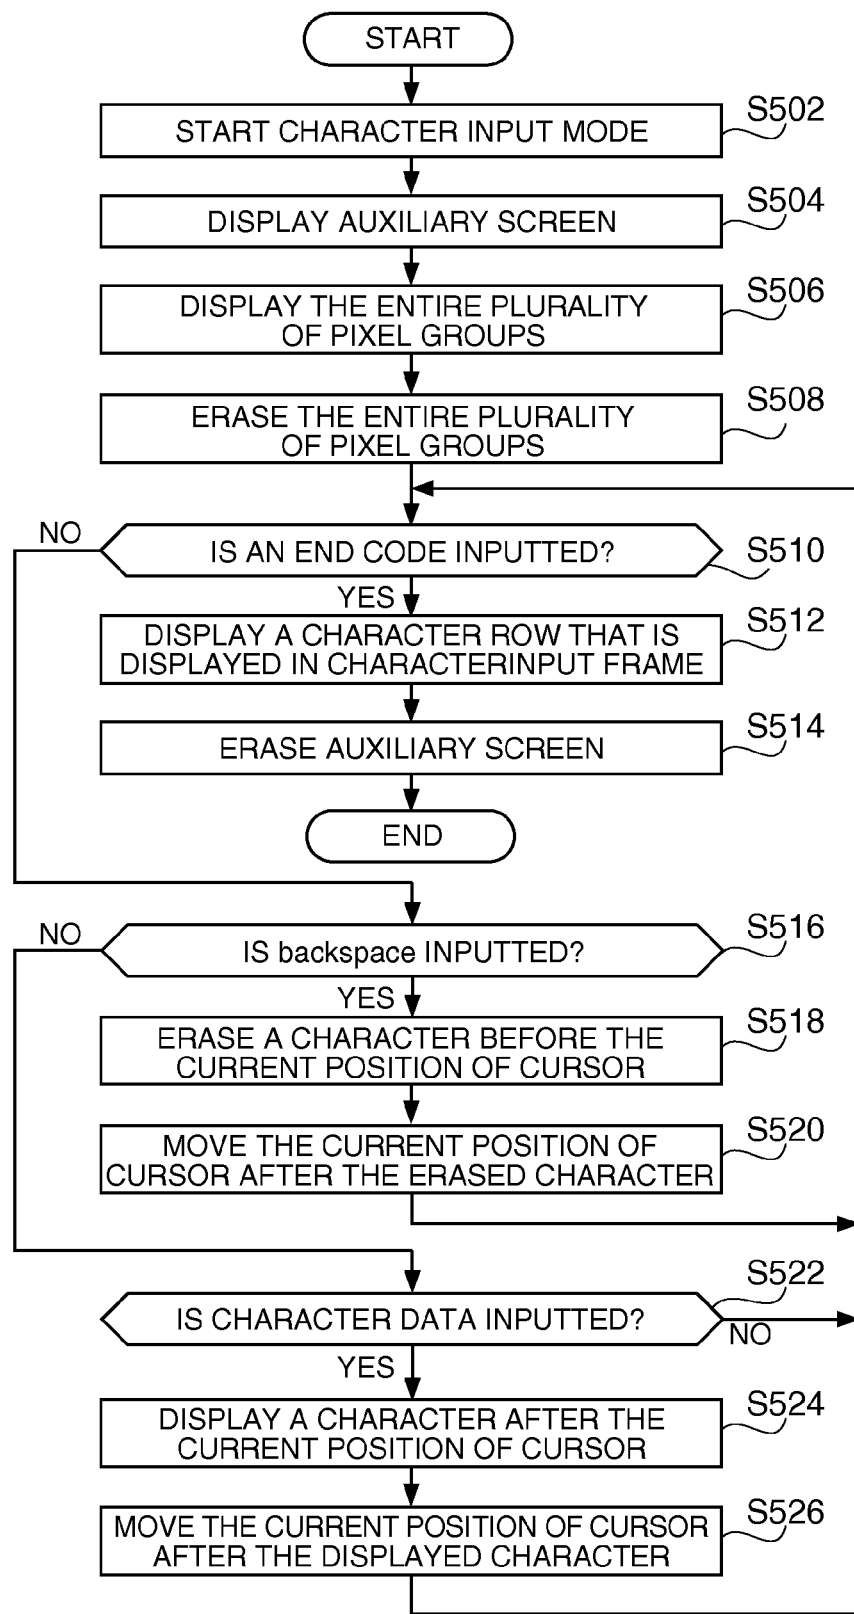 START
S502
START CHARACTER INPUT MODE
S504
DISPLAY AUXILIARY SCREEN
S506
DISPLAY THE ENTIRE PLURALITY
OF PIXEL GROUPS
S508
ERASE THE ENTIRE PLURALITY
OF PIXEL GROUPS
NO
IS AN END CODE INPUTTED?
S510
YES
S512
DISPLAY A CHARACTER ROW THAT IS
DISPLAYED IN CHARACTERINPUT FRAME
S514
ERASE AUXILIARY SCREEN
END
S516
NO
IS backspace INPUTTED?
YES
S518
ERASE A CHARACTER BEFORE THE
CURRENT POSITION OF CURSOR
S520
MOVE THE CURRENT POSITION OF
CURSOR AFTER THE ERASED CHARACTER
S522
IS CHARACTER DATA INPUTTED?
NO
YES
S524
DISPLAY A CHARACTER AFTER THE
CURRENT POSITION OF CURSOR
S526
MOVE THE CURRENT POSITION OF CURSOR
AFTER THE DISPLAYED CHARACTER